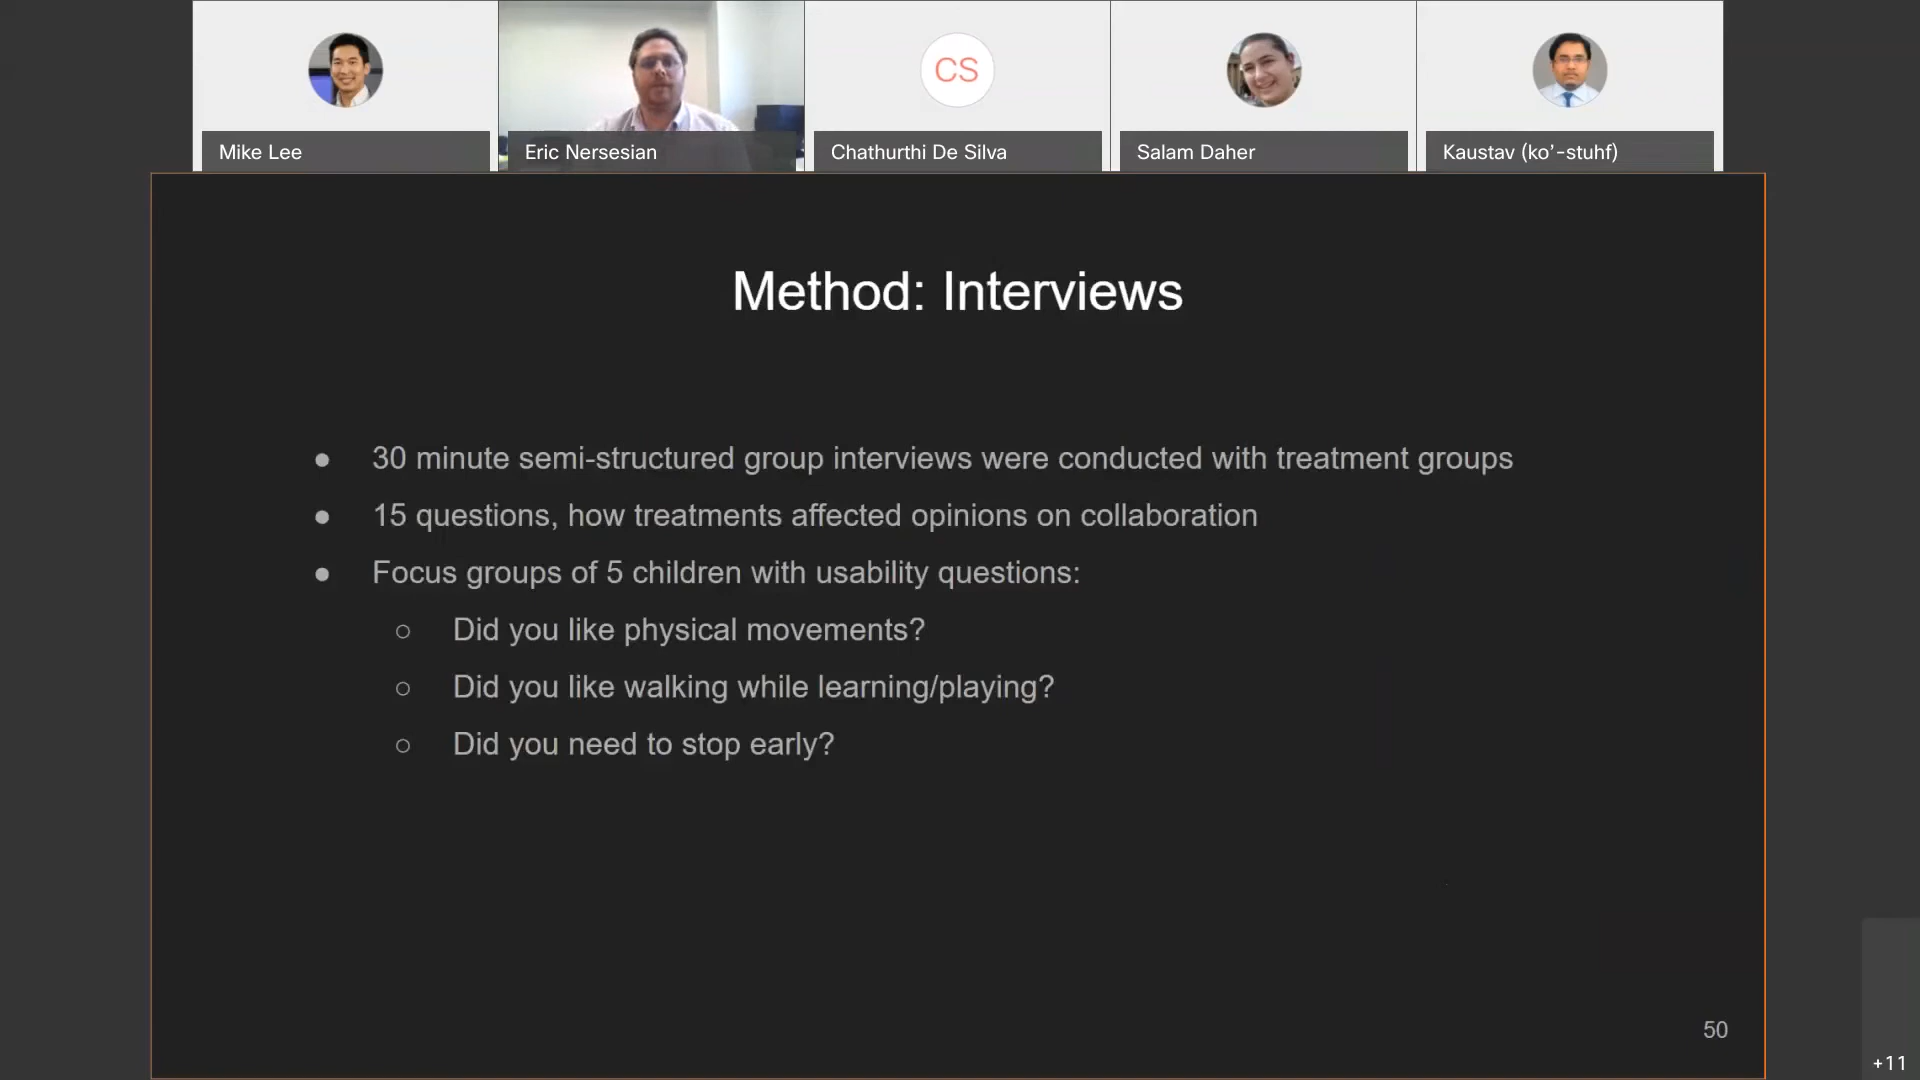 CS
Mike Lee
Eric Nersesian
Chathurthi De Silva
Salam Daher
Kaustav (ko’-stuhf)
Method: Interviews
● 30 minute semi-structured group interviews were conducted with treatment groups
● 15 questions, how treatments affected opinions on collaboration
● Focus groups of 5 children with usability questions:
○ Did you like physical movements?
○ Did you like walking while learning/playing?
○ Did you need to stop early?
50
+11